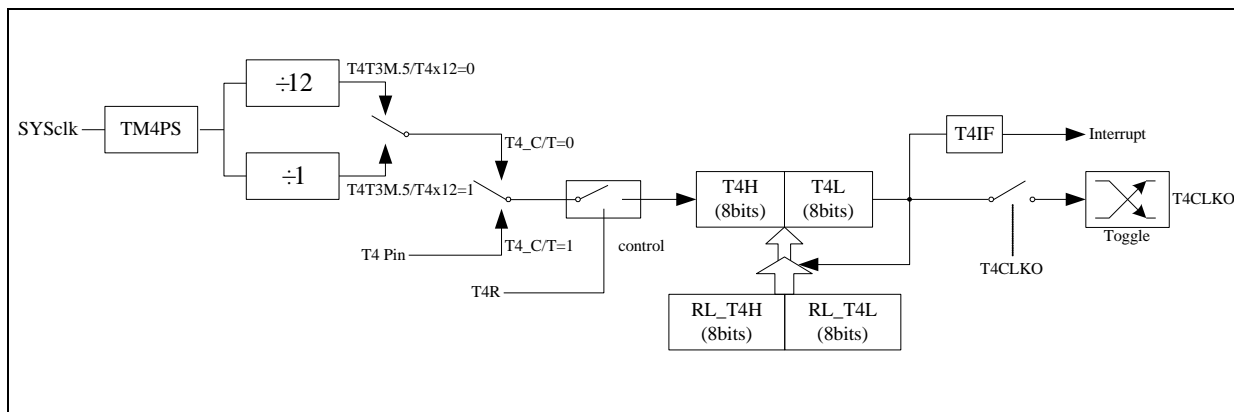 ÷12
T4T3M.5/T4x12=0
SYSclk
TM4PS
÷1
T4T3M.5/T4x12=1
T4_C/T=0
T4 Pin
T4_C/T=1
T4R
control
T4H
(8bits)
T4L
(8bits)
RL_T4H
(8bits)
RL_T4L
(8bits)
T4IF
Interrupt
T4CLKO
Toggle
T4CLKO